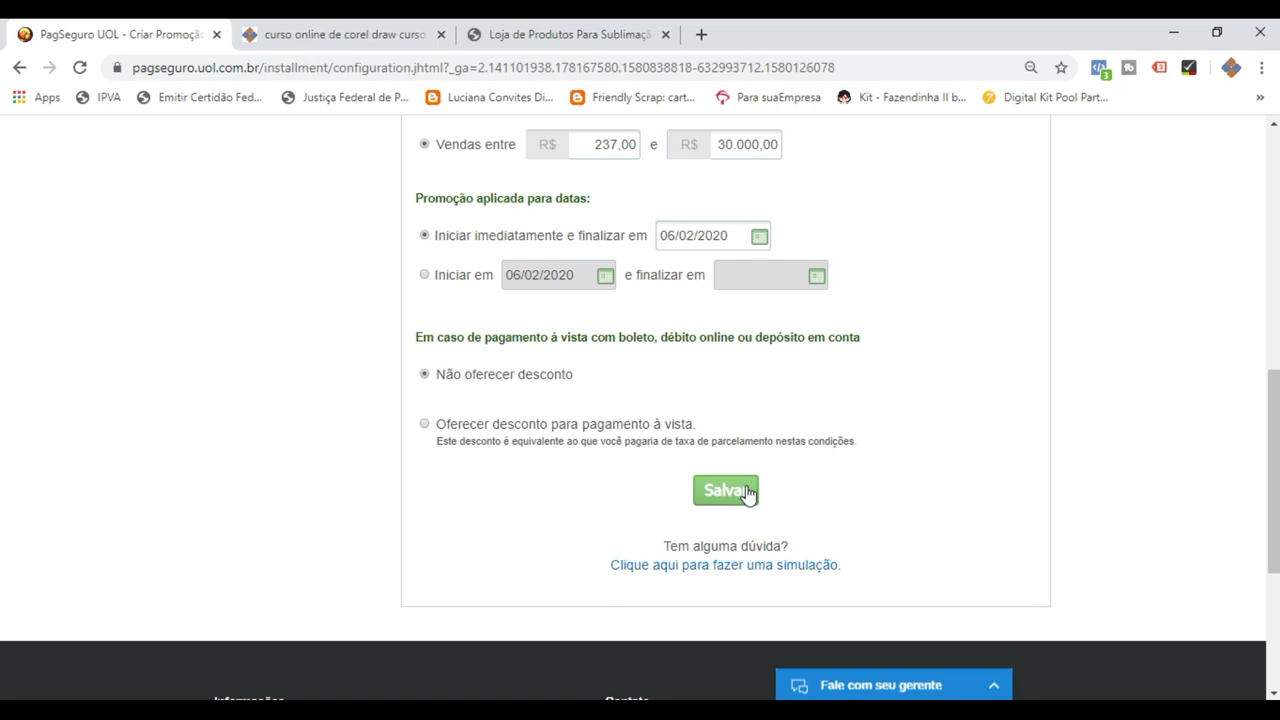 PagSeguro UOL - Criar Promoçã
curso online de corel draw curso
Loja de Produtos Para Sublimaç
pagseguro.uol.com.br/installment/configuration.jhtml?_ga=2.141101938.178167580.1580838818-632993712.1580126078
3
Apps
IPVA
Emitir Certidão Fed...
Justiça Federal de P...
Luciana Convites Di...
Friendly Scrap: cart...
Para suaEmpresa
Kit - Fazendinha II b...
Digital Kit Pool Part...
»
Vendas entre R$ 237,00 e R$ 30.000,00
Promoção aplicada para datas:
Iniciar imediatamente e finalizar em 06/02/2020
Iniciar em 06/02/2020 e finalizar em
Em caso de pagamento à vista com boleto, débito online ou depósito em conta
Não oferecer desconto
Oferecer desconto para pagamento à vista.
Este desconto é equivalente ao que você pagaria de taxa de parcelamento nestas condições.
Salva
Tem alguma dúvida?
Clique aqui para fazer uma simulação.
Informações
Contato
Fale com seu gerente